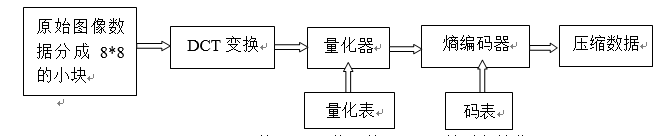 原始图像数
据分成 8*8
的小块
DCT 变换
量化器
熵编码器
压缩数据
量化表
码表